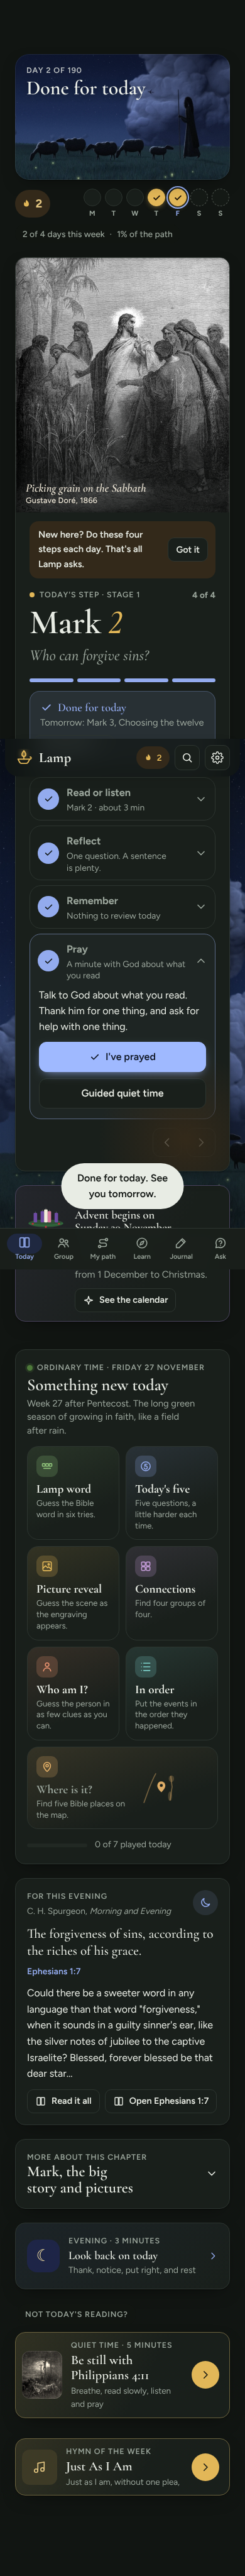 DAY 2 OF 190
Done for today
2
M T W T F S S
2 of 4 days this week · 1% of the path
Picking grain on the Sabbath
Gustave Doré, 1866
New here? Do these four
steps each day. That's all
Lamp asks.
Got it
TODAY'S STEP · STAGE 1
4 of 4
Mark 2
Who can forgive sins?
Done for today
Tomorrow: Mark 3, Choosing the twelve
Lamp
2
Read or listen
Mark 2 · about 3 min
Reflect
One question. A sentence
is plenty.
Remember
Nothing to review today
Pray
A minute with God about what
you read
Talk to God about what you read.
Thank him for one thing, and ask for
help with one thing.
I've prayed
Guided quiet time
Done for today. See
you tomorrow.
Advent begins on
Sunday 29 November
Today
Group
My path
Learn
Journal
Ask
from 1 December to Christmas.
See the calendar
ORDINARY TIME · FRIDAY 27 NOVEMBER
Something new today
Week 27 after Pentecost. The long green
season of growing in faith, like a field
after rain.
Lamp word
Guess the Bible
word in six tries.
Today's five
Five questions, a
little harder each
time.
Picture reveal
Guess the scene as
the engraving
appears.
Connections
Find four groups of
four.
Who am I?
Guess the person in
as few clues as you
can.
In order
Put the events in
the order they
happened.
Where is it?
Find five Bible places on
the map.
0 of 7 played today
FOR THIS EVENING
C. H. Spurgeon, Morning and Evening
The forgiveness of sins, according to
the riches of his grace.
Ephesians 1:7
Could there be a sweeter word in any
language than that word "forgiveness,"
when it sounds in a guilty sinner's ear, like
the silver notes of jubilee to the captive
Israelite? Blessed, forever blessed be that
dear star…
Read it all
Open Ephesians 1:7
MORE ABOUT THIS CHAPTER
Mark, the big
story and pictures
EVENING · 3 MINUTES
Look back on today
Thank, notice, put right, and rest
NOT TODAY'S READING?
QUIET TIME · 5 MINUTES
Be still with
Philippians 4:11
Breathe, read slowly, listen
and pray
HYMN OF THE WEEK
Just As I Am
Just as I am, without one plea,